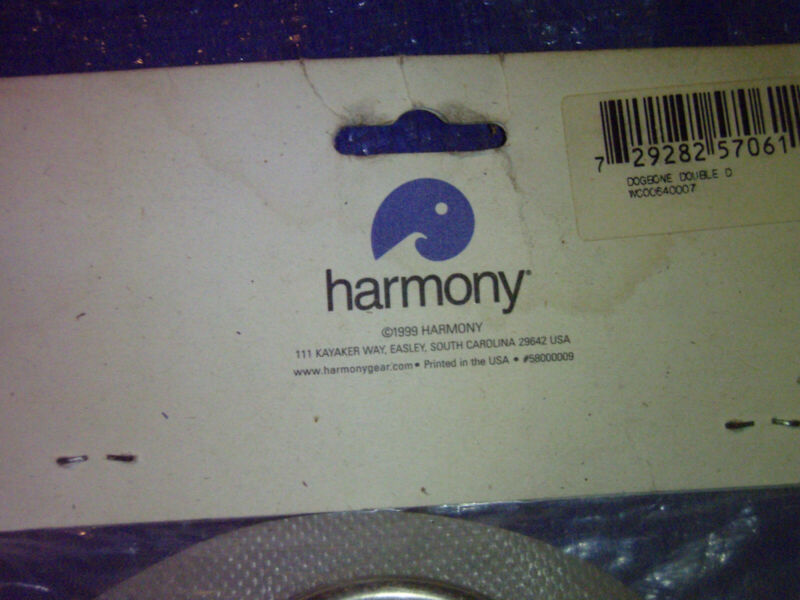 7 29282 57061
DOGBONE DOUBLE D
WC00640007
harmony
©1999 HARMONY
111 KAYAKER WAY, EASLEY, SOUTH CAROLINA 29642 USA
www.harmonygear.com • Printed in the USA • #58000009